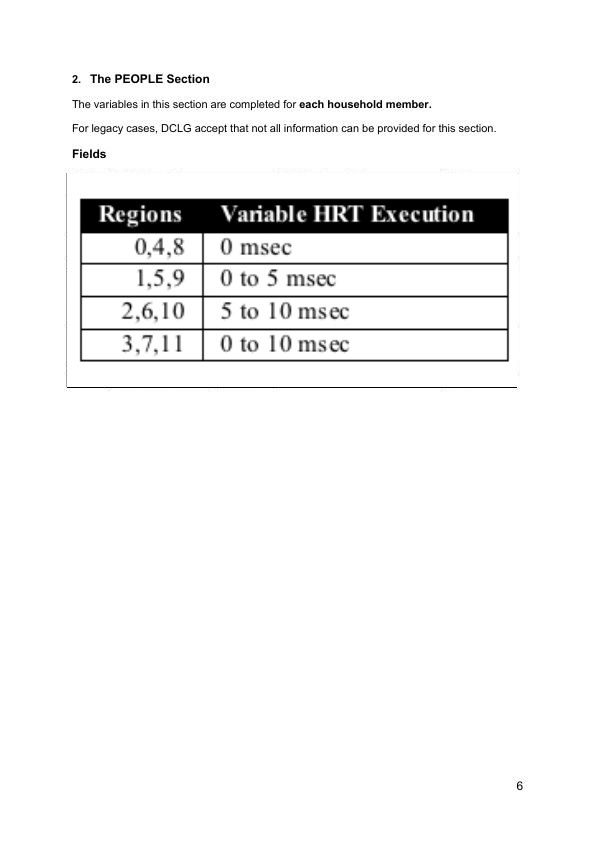 2. The PEOPLE Section
The variables in this section are completed for each household member.
For legacy cases, DCLG accept that not all information can be provided for this section.
Fields
Regions Variable HRT Execution
0,4,8 0 msec
1,5,9 0 to 5 msec
2,6,10 5 to 10 msec
3,7,11 0 to 10 msec
6